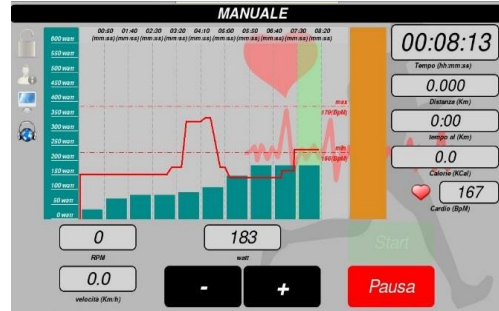 MANUALE
00:50 01:40 02:30 03:20 04:10 05:00 05:50 06:40 07:30 08:20
(mm:ss) (mm:ss) (mm:ss) (mm:ss) (mm:ss) (mm:ss) (mm:ss) (mm:ss) (mm:ss) (mm:ss)
600 watt
550 watt
500 watt
450 watt
400 watt
350 watt
300 watt
250 watt
200 watt
150 watt
100 watt
50 watt
0 watt
max
179(BpM)
min
00:08:13
Tempo (hh:mm:ss)
0.000
Distanza (Km)
0:00
tempo al (Km)
0.0
Calorie (KCal)
167
Cardio (BpM)
0
RPM
183
watt
Start
0.0
velocità (Km/h)
-
+
Pausa